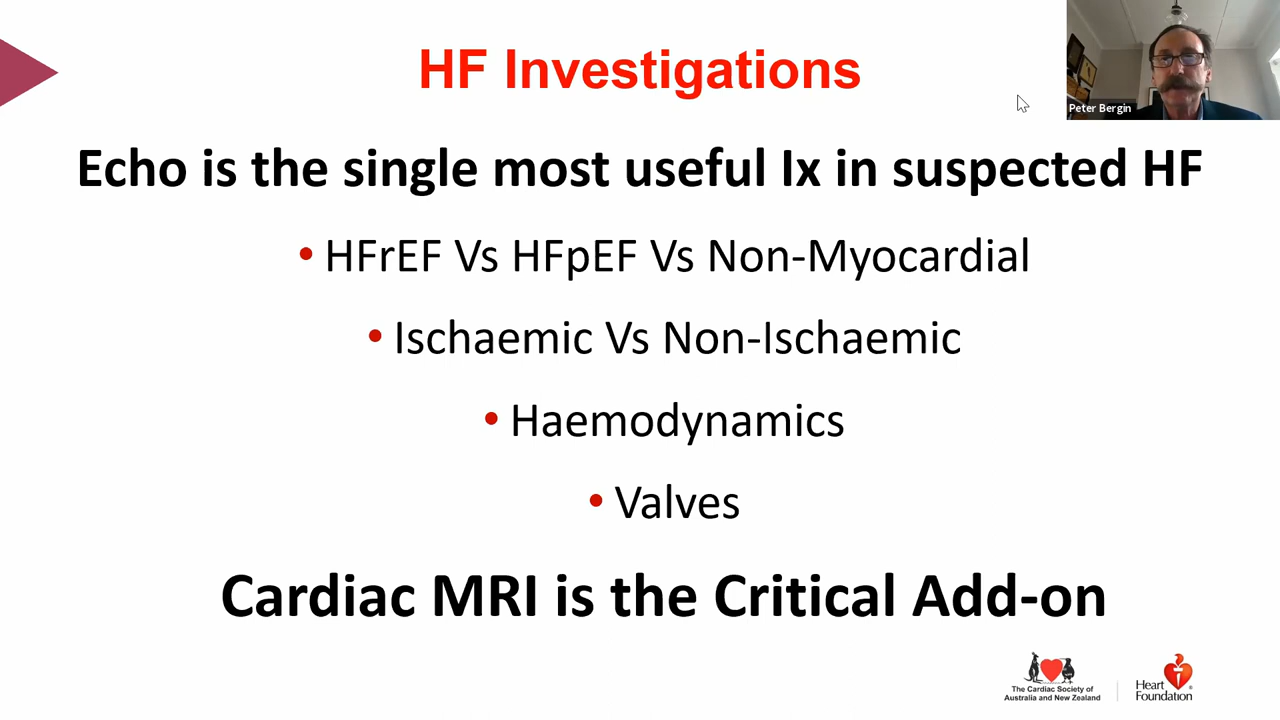 HF Investigations
Peter Bergin
Echo is the single most useful Ix in suspected HF
• HFrEF Vs HFpEF Vs Non-Myocardial
• Ischaemic Vs Non-Ischaemic
• Haemodynamics
• Valves
Cardiac MRI is the Critical Add-on
The Cardiac Society of
Australia and New Zealand
Heart
Foundation®